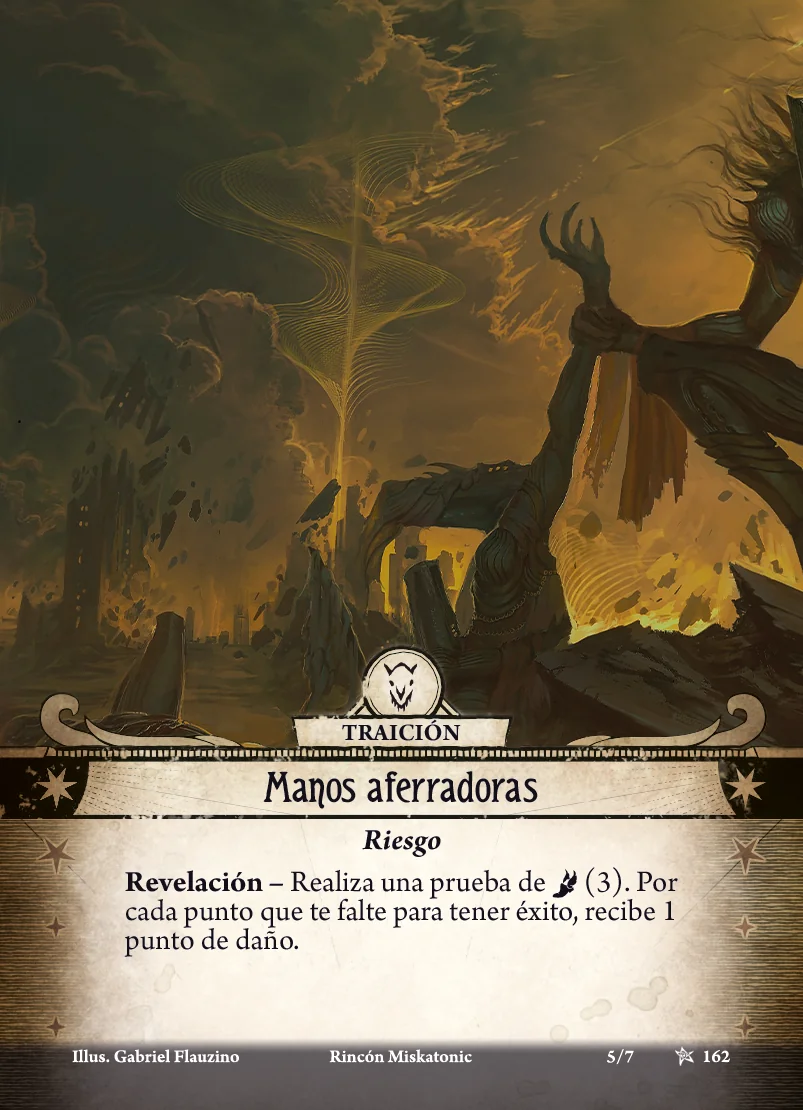 TRAICIÓN
Manos aferradoras
Riesgo
Revelación – Realiza una prueba de (3). Por
cada punto que te falte para tener éxito, recibe 1
punto de daño.
Illus. Gabriel Flauzino Rincón Miskatonic 5/7 162